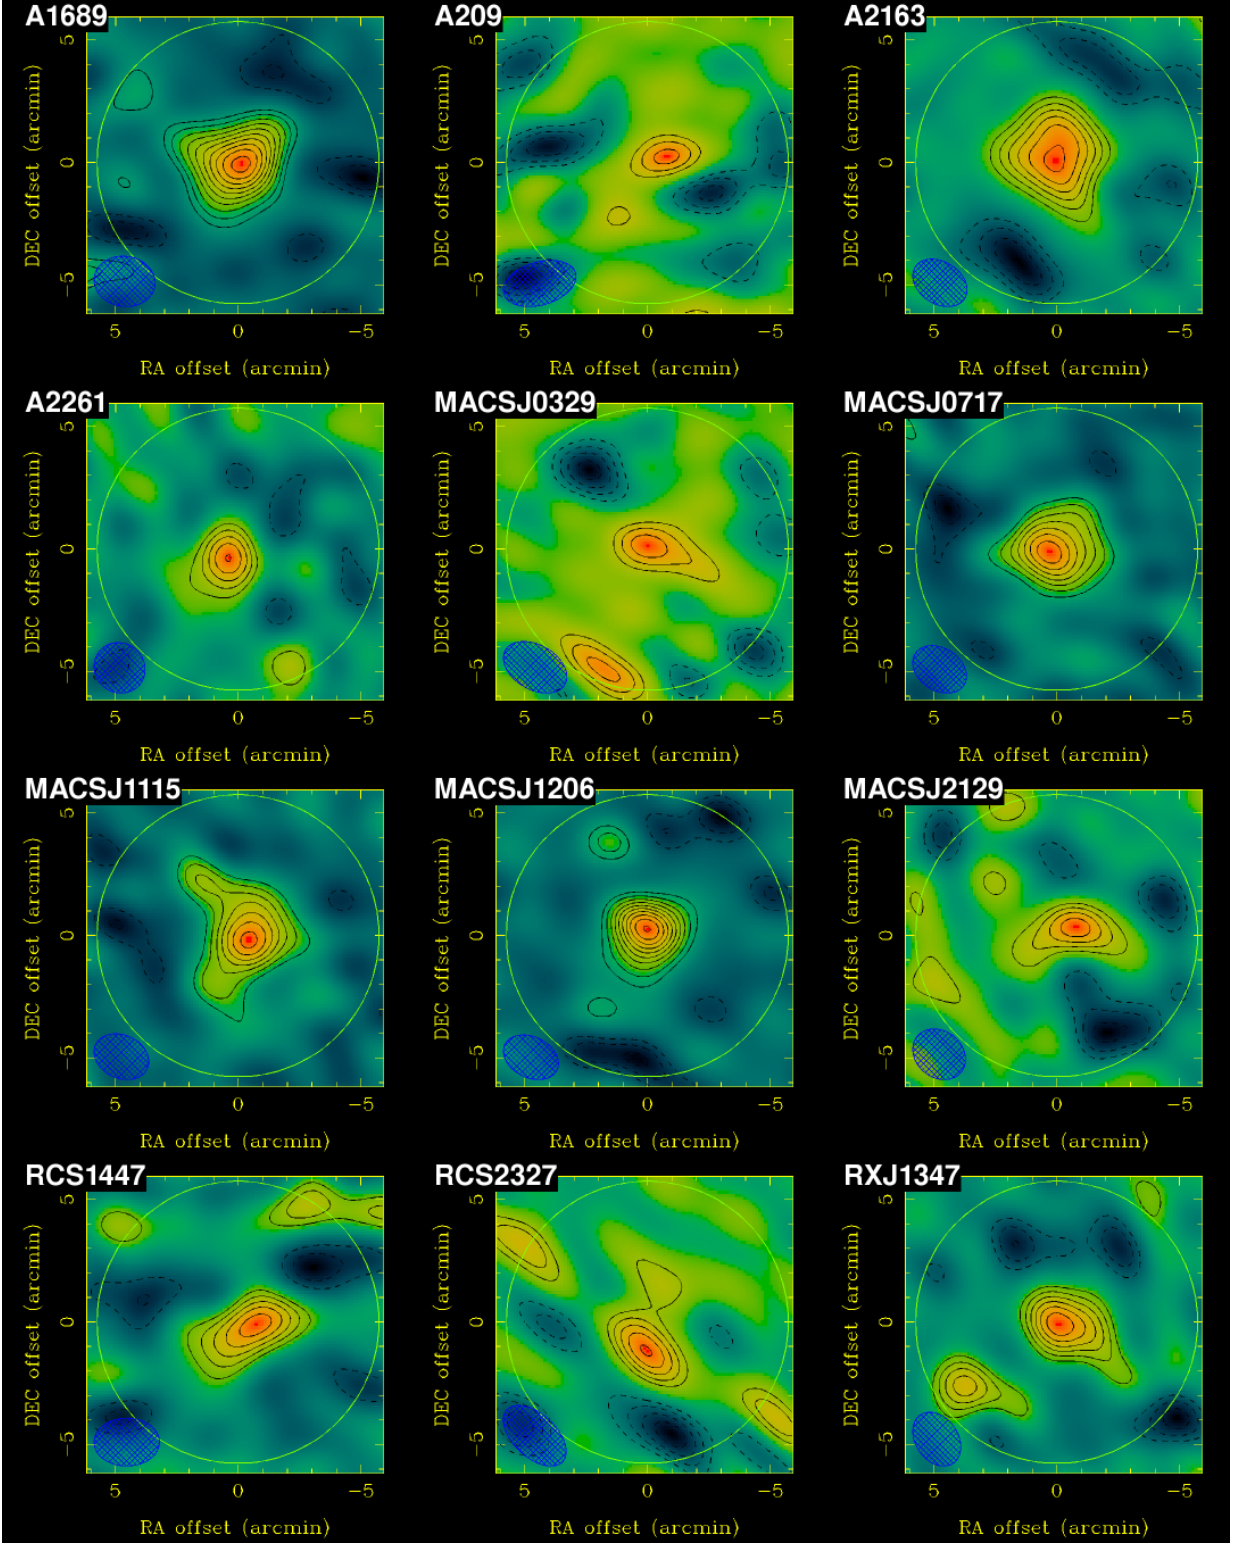 A1689 A209 A2163
DEC offset (arcmin) 5 0 −5 DEC offset (arcmin) 5 0 −5 DEC offset (arcmin) 5 0 −5
5 0 −5 5 0 −5 5 0 −5
RA offset (arcmin) RA offset (arcmin) RA offset (arcmin)
A2261 MACSJ0329 MACSJ0717
DEC offset (arcmin) 5 0 −5 DEC offset (arcmin) 5 0 −5 DEC offset (arcmin) 5 0 −5
5 0 −5 5 0 −5 5 0 −5
RA offset (arcmin) RA offset (arcmin) RA offset (arcmin)
MACSJ1115 MACSJ1206 MACSJ2129
DEC offset (arcmin) 5 0 −5 DEC offset (arcmin) 5 0 −5 DEC offset (arcmin) 5 0 −5
5 0 −5 5 0 −5 5 0 −5
RA offset (arcmin) RA offset (arcmin) RA offset (arcmin)
RCS1447 RCS2327 RXJ1347
DEC offset (arcmin) 5 0 −5 DEC offset (arcmin) 5 0 −5 DEC offset (arcmin) 5 0 −5
5 0 −5 5 0 −5 5 0 −5
RA offset (arcmin) RA offset (arcmin) RA offset (arcmin)